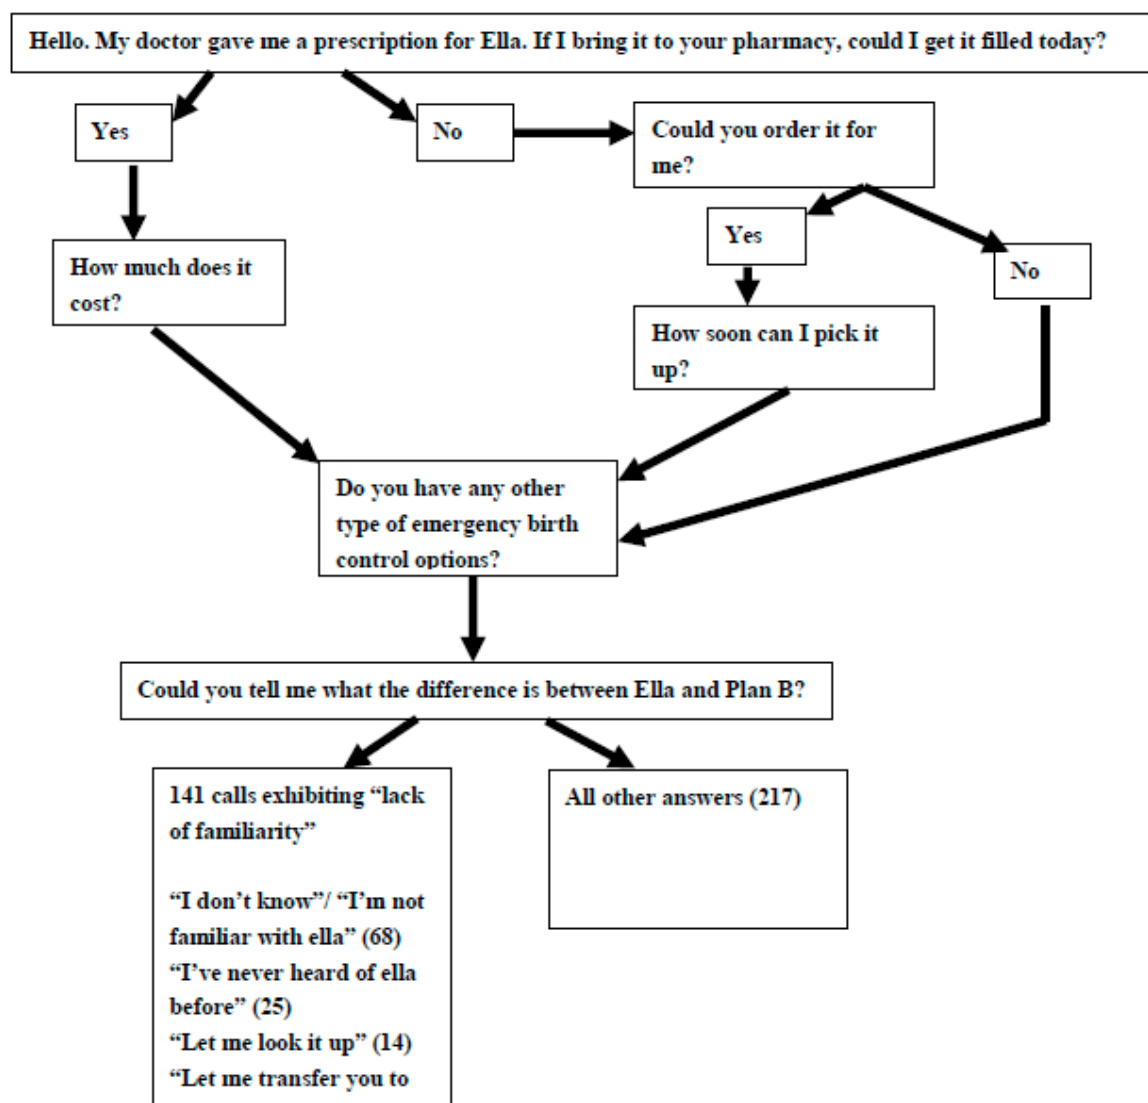 Hello. My doctor gave me a prescription for Ella. If I bring it to your pharmacy, could I get it filled today?
Yes
No
Could you order it for
me?
Yes
No
How much does it
cost?
How soon can I pick it
up?
Do you have any other
type of emergency birth
control options?
Could you tell me what the difference is between Ella and Plan B?
141 calls exhibiting “lack
of familiarity”
“I don’t know”/ “I’m not
familiar with ella” (68)
“I’ve never heard of ella
before” (25)
“Let me look it up” (14)
“Let me transfer you to
All other answers (217)